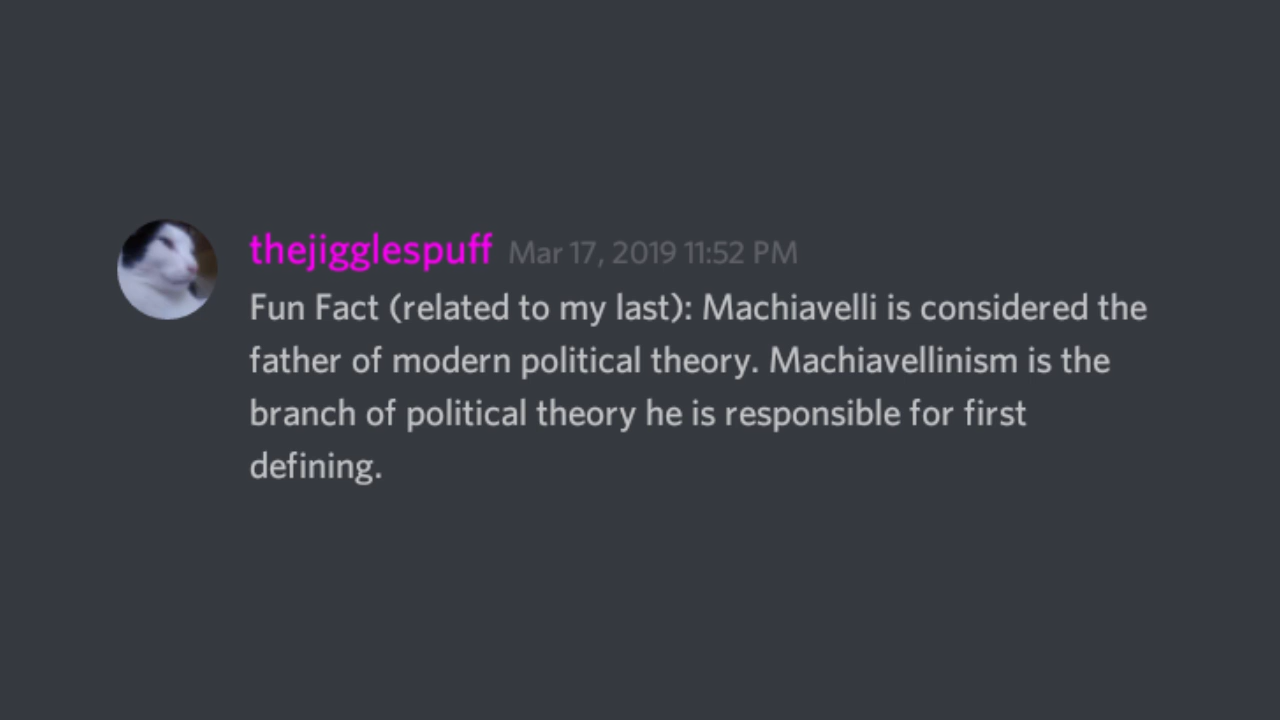 thejigglespuff Mar 17, 2019 11:52 PM
Fun Fact (related to my last): Machiavelli is considered the
father of modern political theory. Machiavellinism is the
branch of political theory he is responsible for first
defining.